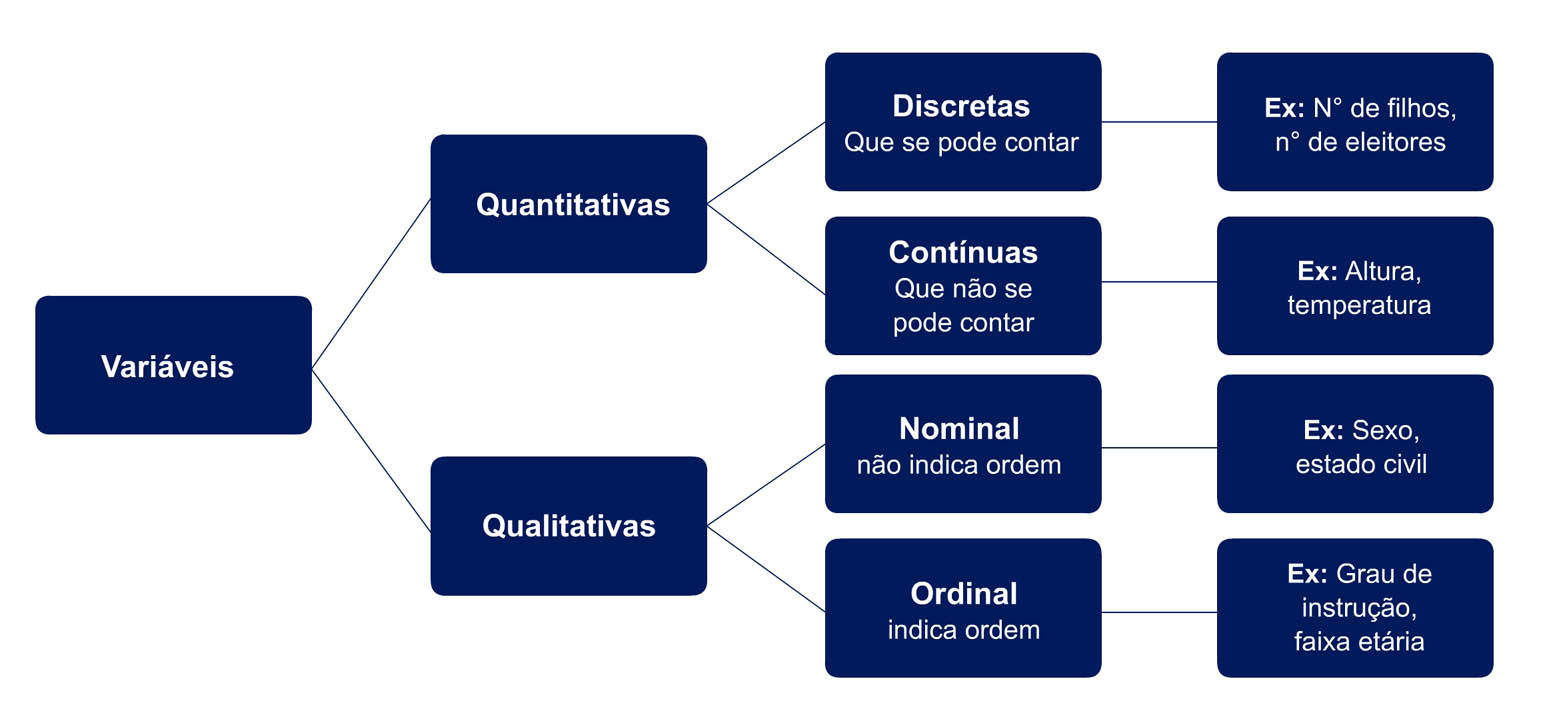 Variáveis
Quantitativas
Discretas
Que se pode contar
Ex: N° de filhos,
n° de eleitores
Contínuas
Que não se
pode contar
Ex: Altura,
temperatura
Qualitativas
Nominal
não indica ordem
Ex: Sexo,
estado civil
Ordinal
indica ordem
Ex: Grau de
instrução,
faixa etária